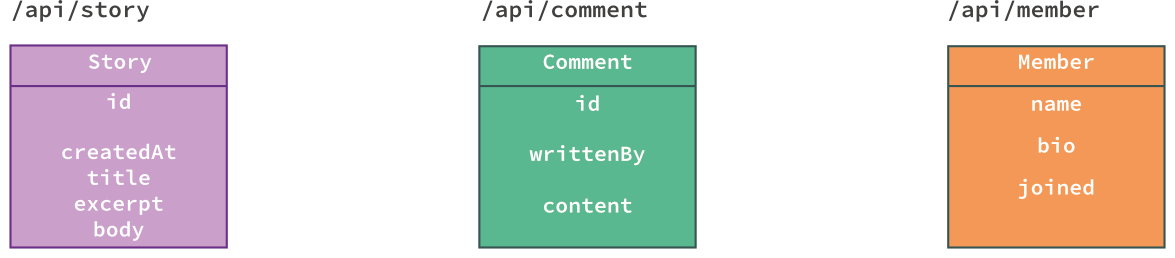 /api/story
Story
id
createdAt
title
excerpt
body
/api/comment
Comment
id
writtenBy
content
/api/member
Member
name
bio
joined